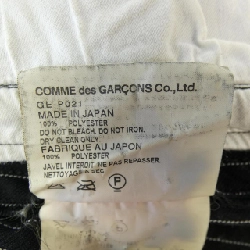 COMME des GARÇONS Co., Ltd.
GE P021
MADE IN JAPAN
100% POLYESTER
DO NOT BLEACH. DO NOT IRON.
DRY CLEAN ONLY
FABRIQUE AU JAPON
100% POLYESTER
JAVEL INTERDIT NE PAS REPASSER
NETTOYAGE A SEC